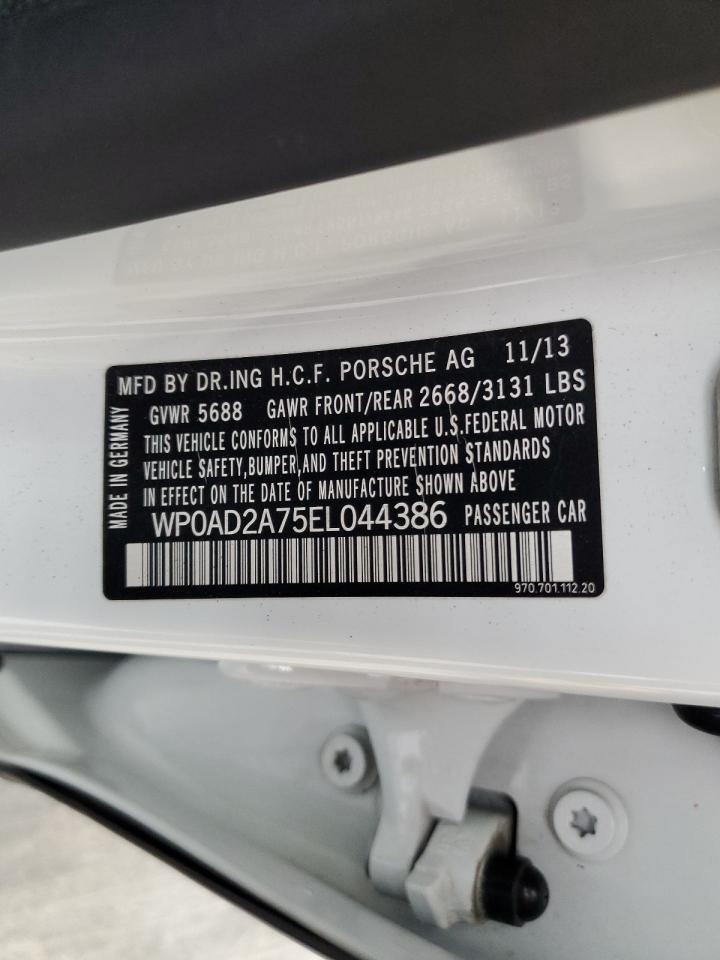 MFD BY DR.ING H.C.F. PORSCHE AG 11/13
GVWR 5688 GAWR FRONT/REAR 2668/3131 LBS
THIS VEHICLE CONFORMS TO ALL APPLICABLE U.S.FEDERAL MOTOR
VEHICLE SAFETY,BUMPER,AND THEFT PREVENTION STANDARDS
IN EFFECT ON THE DATE OF MANUFACTURE SHOWN ABOVE
WP0AD2A75EL044386 PASSENGER CAR
970.701.112.20
MADE IN GERMANY